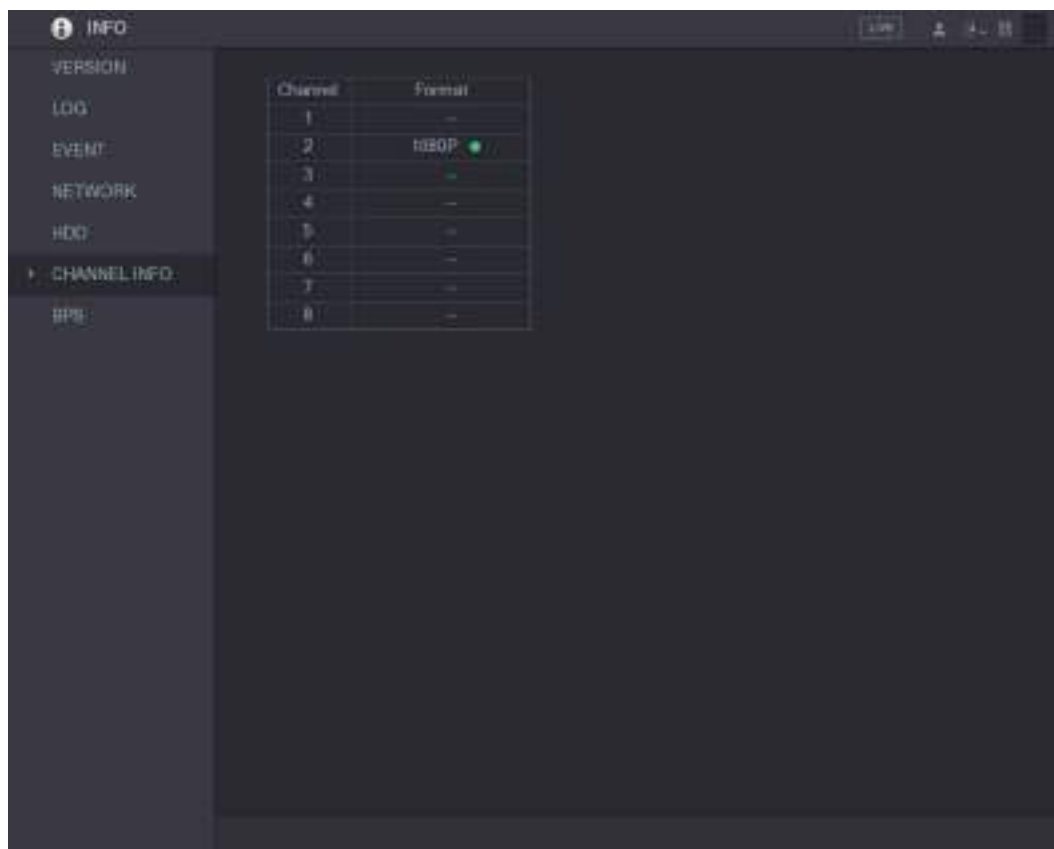 INFO
LIVE
VERSION
LOG
EVENT
NETWORK
HDD
CHANNEL INFO
BPS
Channel Format
1 --
2 1080P
3 --
4 --
5 --
6 --
7 --
8 --